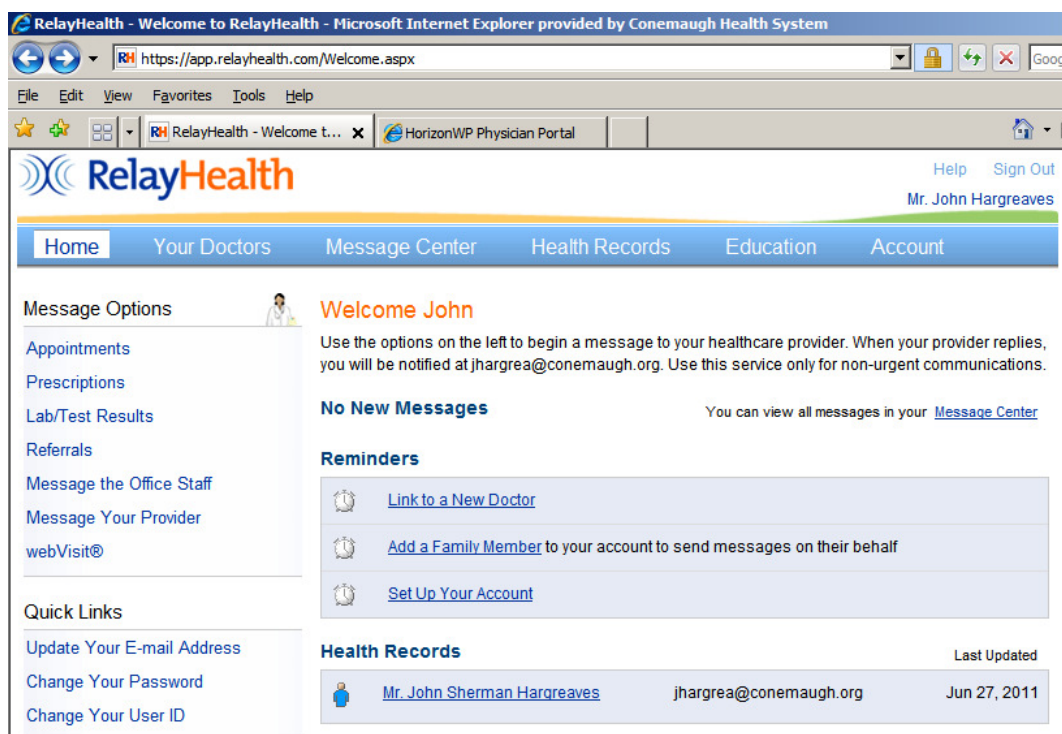 RelayHealth - Welcome to RelayHealth - Microsoft Internet Explorer provided by Conemaugh Health System
RH https://app.relayhealth.com/Welcome.aspx
File Edit View Favorites Tools Help
RH RelayHealth - Welcome t... X HorizonWP Physician Portal
RelayHealth
Help Sign Out
Mr. John Hargreaves
Home Your Doctors Message Center Health Records Education Account
Message Options
Appointments
Prescriptions
Lab/Test Results
Referrals
Message the Office Staff
Message Your Provider
webVisit®
Quick Links
Update Your E-mail Address
Change Your Password
Change Your User ID
Welcome John
Use the options on the left to begin a message to your healthcare provider. When your provider replies,
you will be notified at jhargrea@conemaugh.org. Use this service only for non-urgent communications.
No New Messages You can view all messages in your Message Center
Reminders
Link to a New Doctor
Add a Family Member to your account to send messages on their behalf
Set Up Your Account
Health Records Last Updated
Mr. John Sherman Hargreaves jhargrea@conemaugh.org Jun 27, 2011